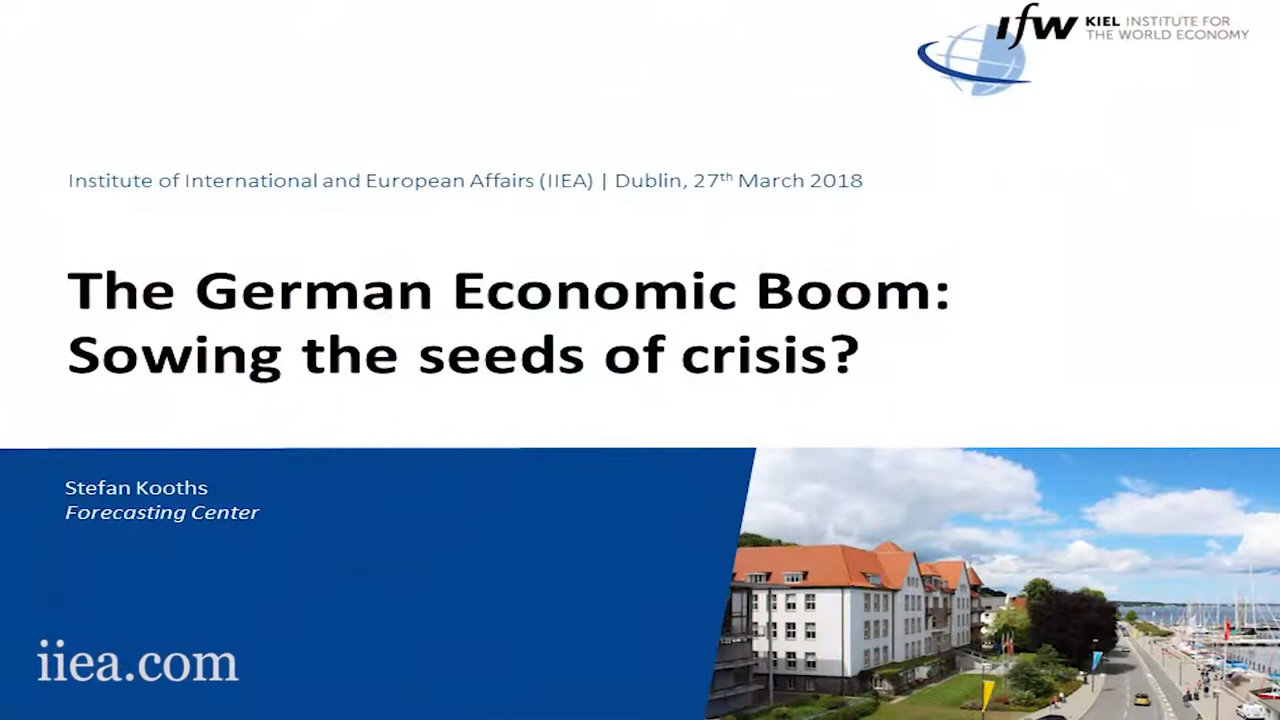 ifw KIEL INSTITUTE FOR
THE WORLD ECONOMY
Institute of International and European Affairs (IIEA) | Dublin, 27th March 2018
The German Economic Boom:
Sowing the seeds of crisis?
Stefan Kooths
Forecasting Center
iiea.com